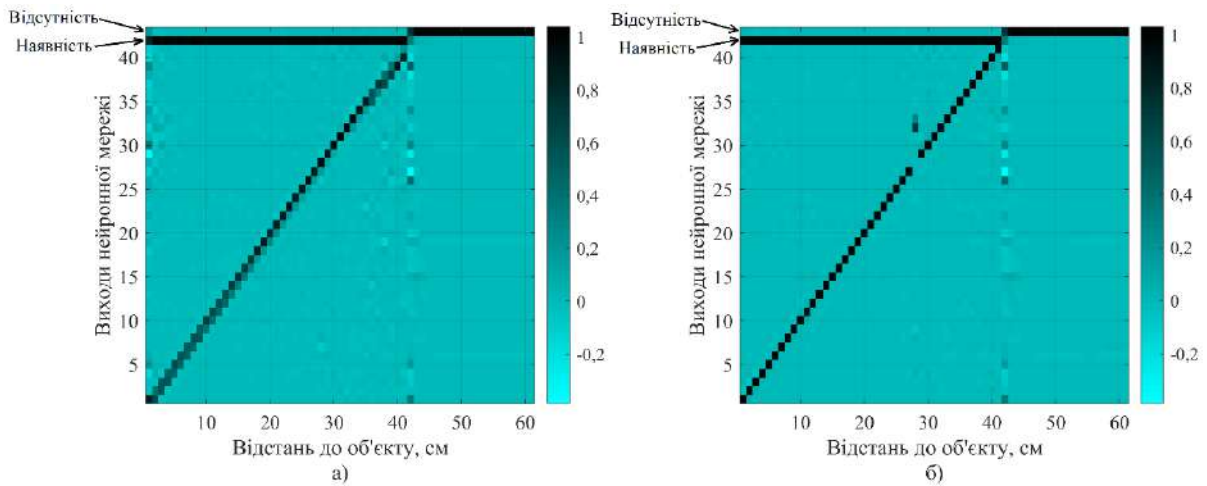 Відсутність
Наявність
Виходи нейронної мережі
40
35
30
25
20
15
10
5
10 20 30 40 50 60
Відстань до об'єкту, см
а)
1
0,8
0,6
0,4
0,2
0
-0,2
Відсутність
Наявність
Виходи нейронної мережі
40
35
30
25
20
15
10
5
10 20 30 40 50 60
Відстань до об'єкту, см
б)
1
0,8
0,6
0,4
0,2
0
-0,2